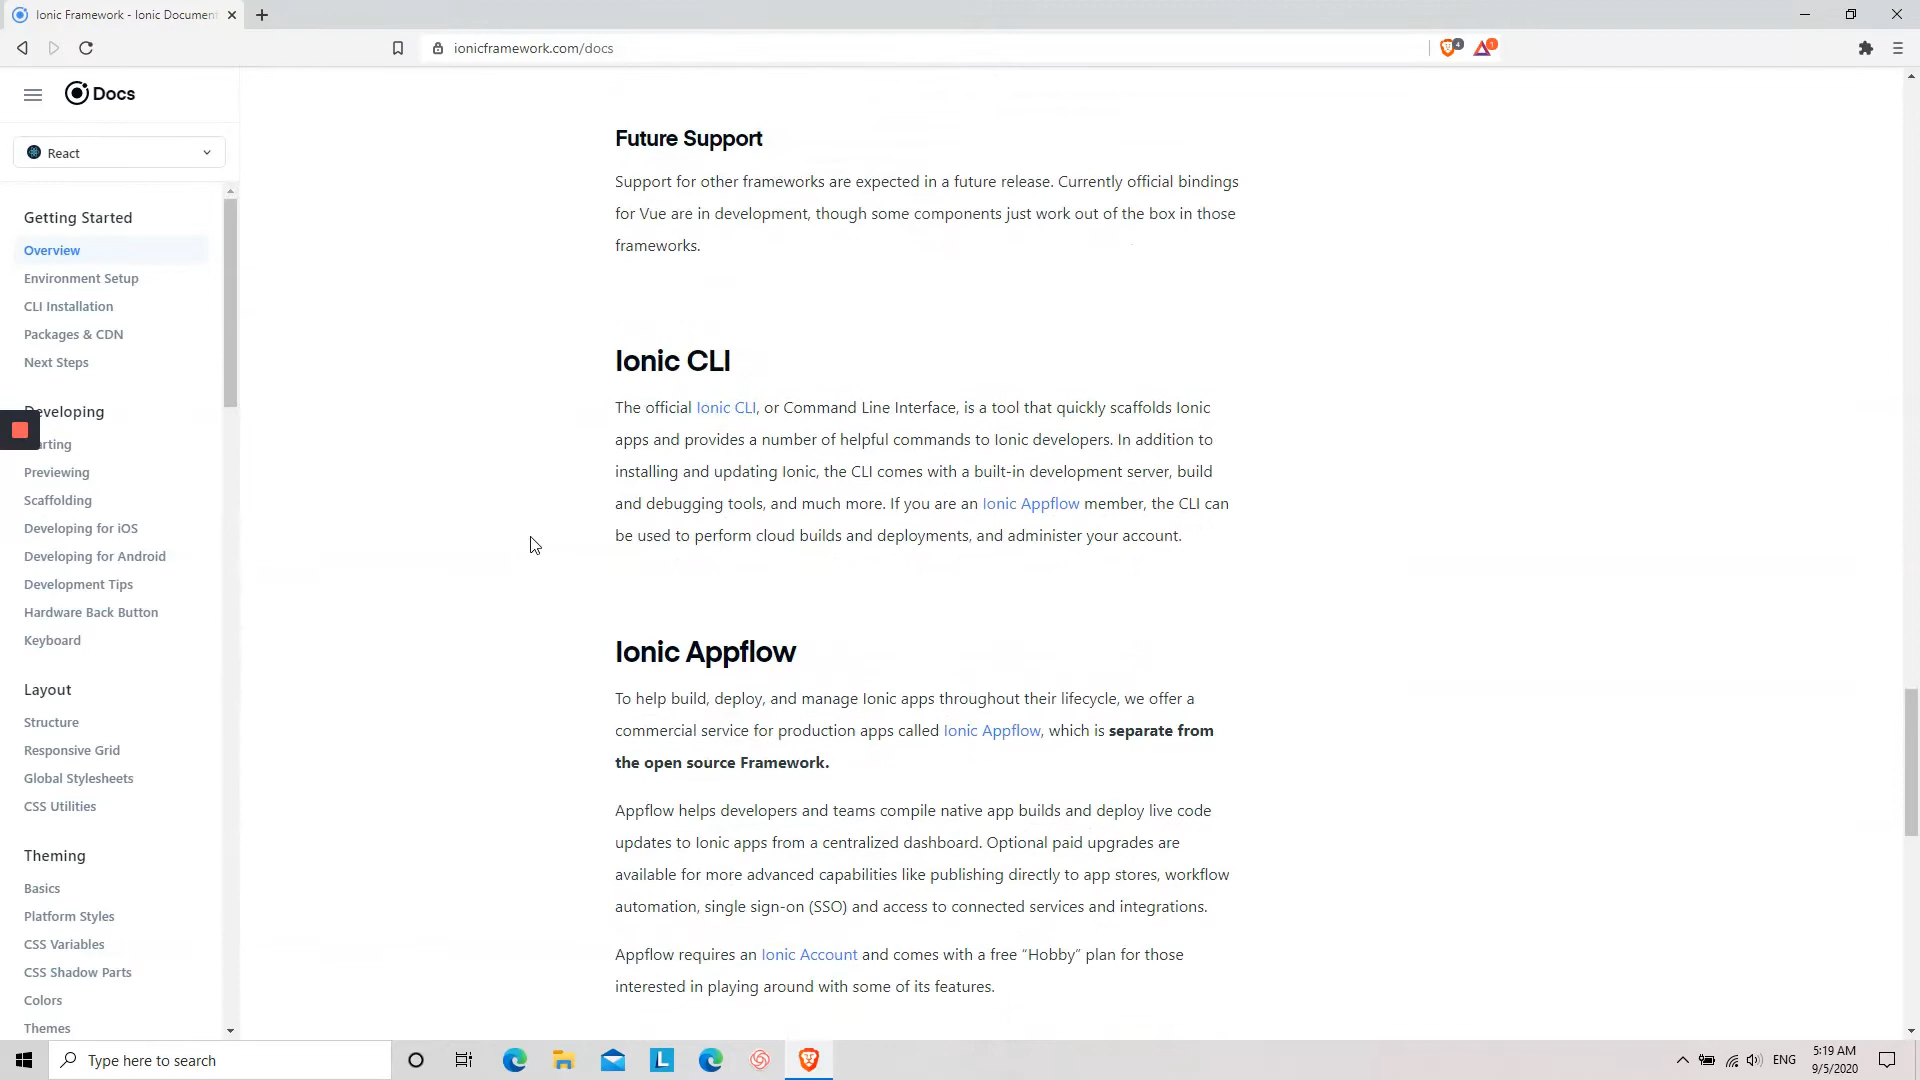 Ionic Framework - Ionic Document
ionicframework.com/docs
4
1
Docs
React
Getting Started
Overview
Environment Setup
CLI Installation
Packages & CDN
Next Steps
Developing
arting
Previewing
Scaffolding
Developing for iOS
Developing for Android
Development Tips
Hardware Back Button
Keyboard
Layout
Structure
Responsive Grid
Global Stylesheets
CSS Utilities
Theming
Basics
Platform Styles
CSS Variables
CSS Shadow Parts
Colors
Themes
Future Support
Support for other frameworks are expected in a future release. Currently official bindings
for Vue are in development, though some components just work out of the box in those
frameworks.
Ionic CLI
The official Ionic CLI, or Command Line Interface, is a tool that quickly scaffolds Ionic
apps and provides a number of helpful commands to Ionic developers. In addition to
installing and updating Ionic, the CLI comes with a built-in development server, build
and debugging tools, and much more. If you are an Ionic Appflow member, the CLI can
be used to perform cloud builds and deployments, and administer your account.
Ionic Appflow
To help build, deploy, and manage Ionic apps throughout their lifecycle, we offer a
commercial service for production apps called Ionic Appflow, which is separate from
the open source Framework.
Appflow helps developers and teams compile native app builds and deploy live code
updates to Ionic apps from a centralized dashboard. Optional paid upgrades are
available for more advanced capabilities like publishing directly to app stores, workflow
automation, single sign-on (SSO) and access to connected services and integrations.
Appflow requires an Ionic Account and comes with a free “Hobby” plan for those
interested in playing around with some of its features.
Type here to search
L
ENG
5:19 AM
9/5/2020